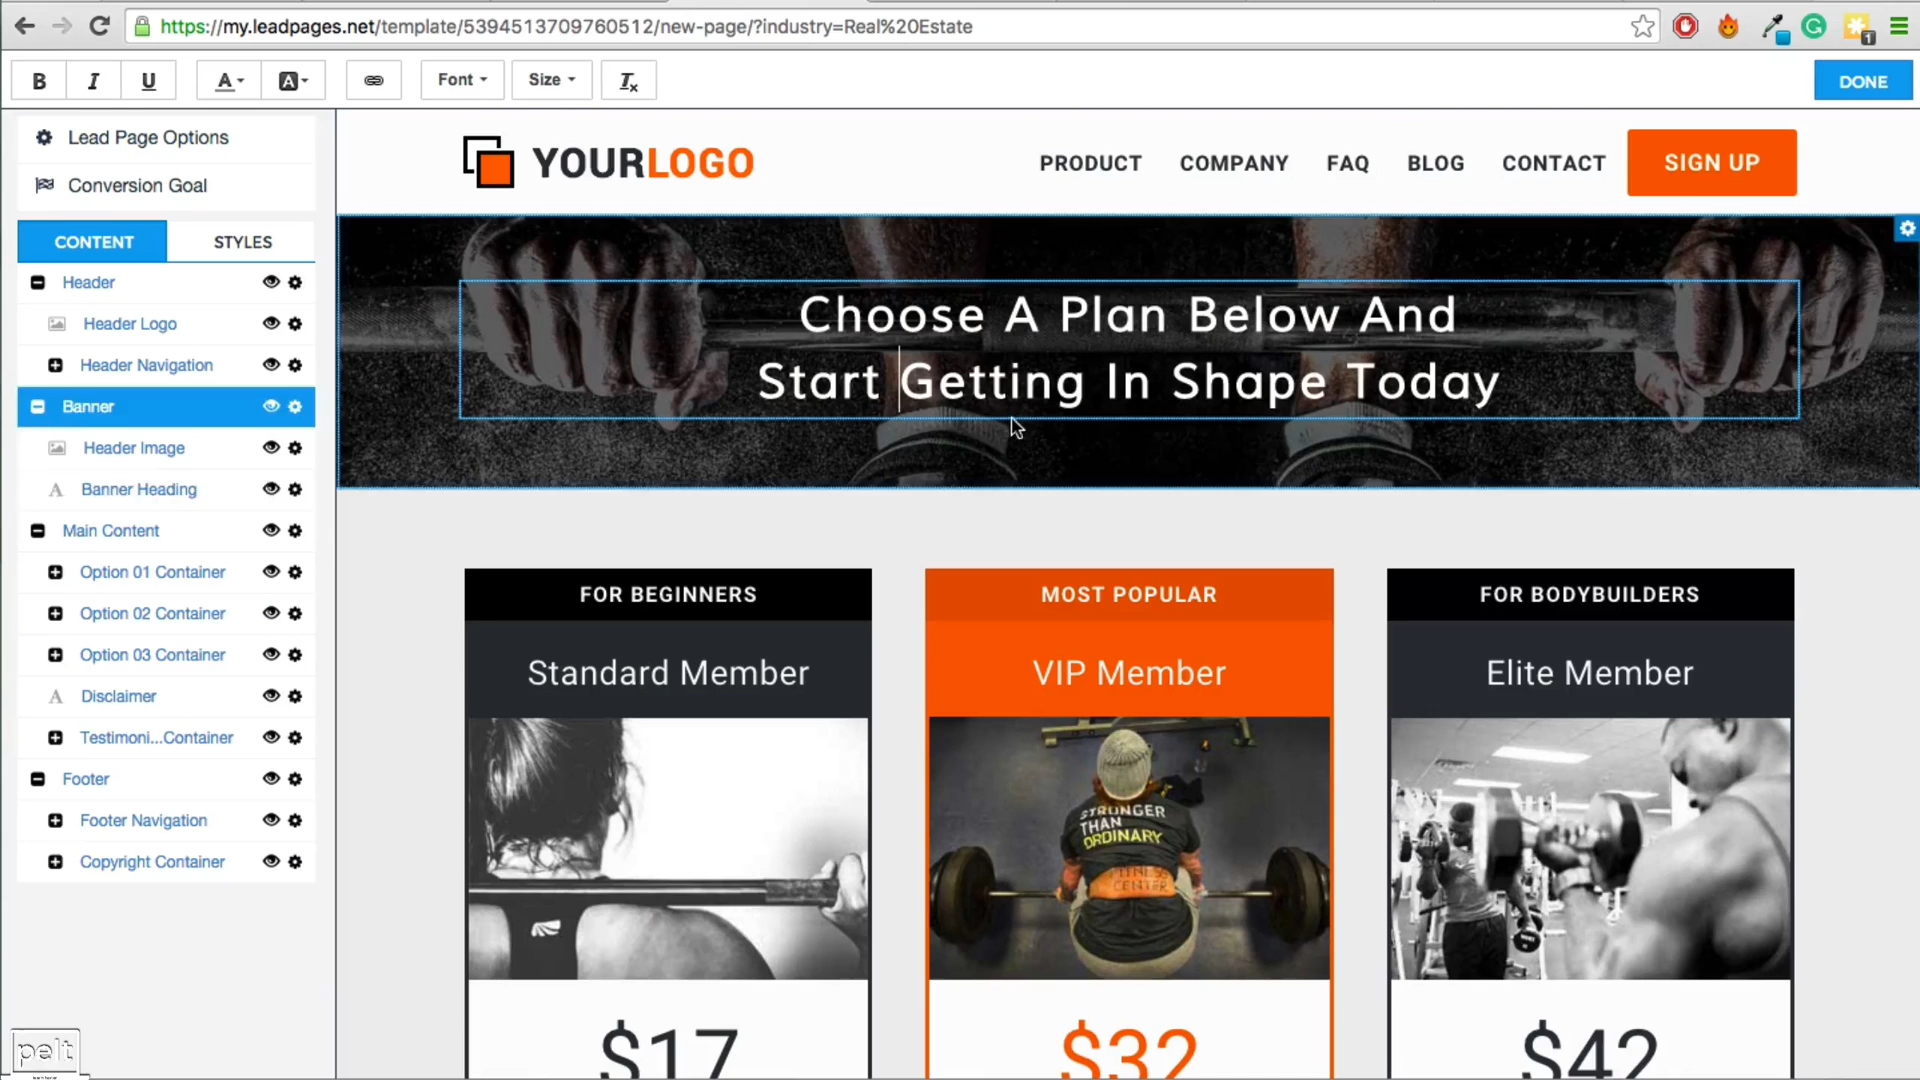 https://my.leadpages.net/template/5394513709760512/new-page/?industry=Real%20Estate
1
B I U A A Font Size Tx
DONE
Lead Page Options
Conversion Goal
CONTENT STYLES
Header
Header Logo
Header Navigation
Banner
Header Image
A Banner Heading
Main Content
Option 01 Container
Option 02 Container
Option 03 Container
A Disclaimer
Testimoni...Container
Footer
Footer Navigation
Copyright Container
YOURLOGO
PRODUCT COMPANY FAQ BLOG CONTACT SIGN UP
Choose A Plan Below And
Start Getting In Shape Today
FOR BEGINNERS
Standard Member
$17
MOST POPULAR
VIP Member
STRONGER
THAN
ORDINARY
FITNESS
CENTER
$32
FOR BODYBUILDERS
Elite Member
$42
pelt